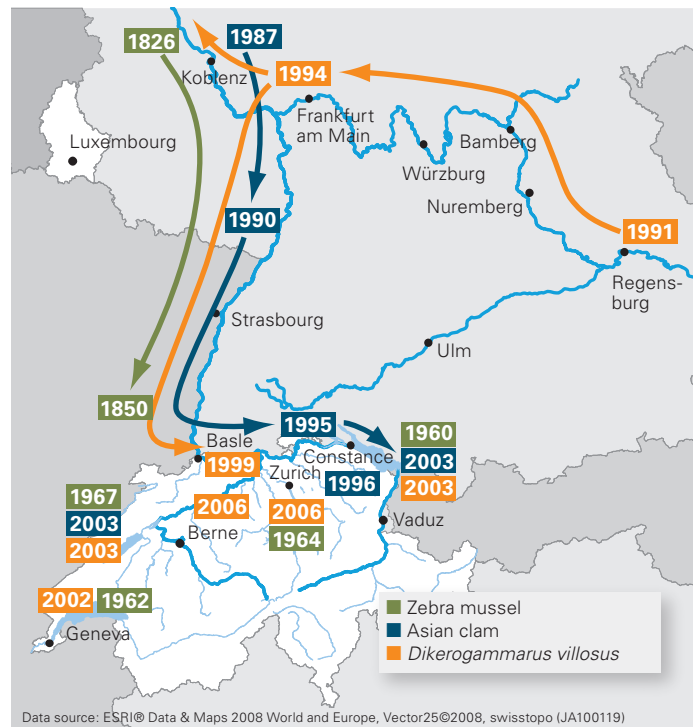 1826
1987
Koblenz
1994
Frankfurt
am Main
Luxembourg
Bamberg
Würzburg
Nuremberg
1990
1991
Regens-
burg
Strasbourg
Ulm
1850
1995
1960
Basle
Constance
2003
1999
Zurich
1996
2003
1967
2006
2006
2003
Berne
1964
Vaduz
2003
2002
1962
Geneva
Zebra mussel
Asian clam
Dikerogammarus villosus
Data source: ESRI® Data & Maps 2008 World and Europe, Vector25©2008, swisstopo (JA100119)